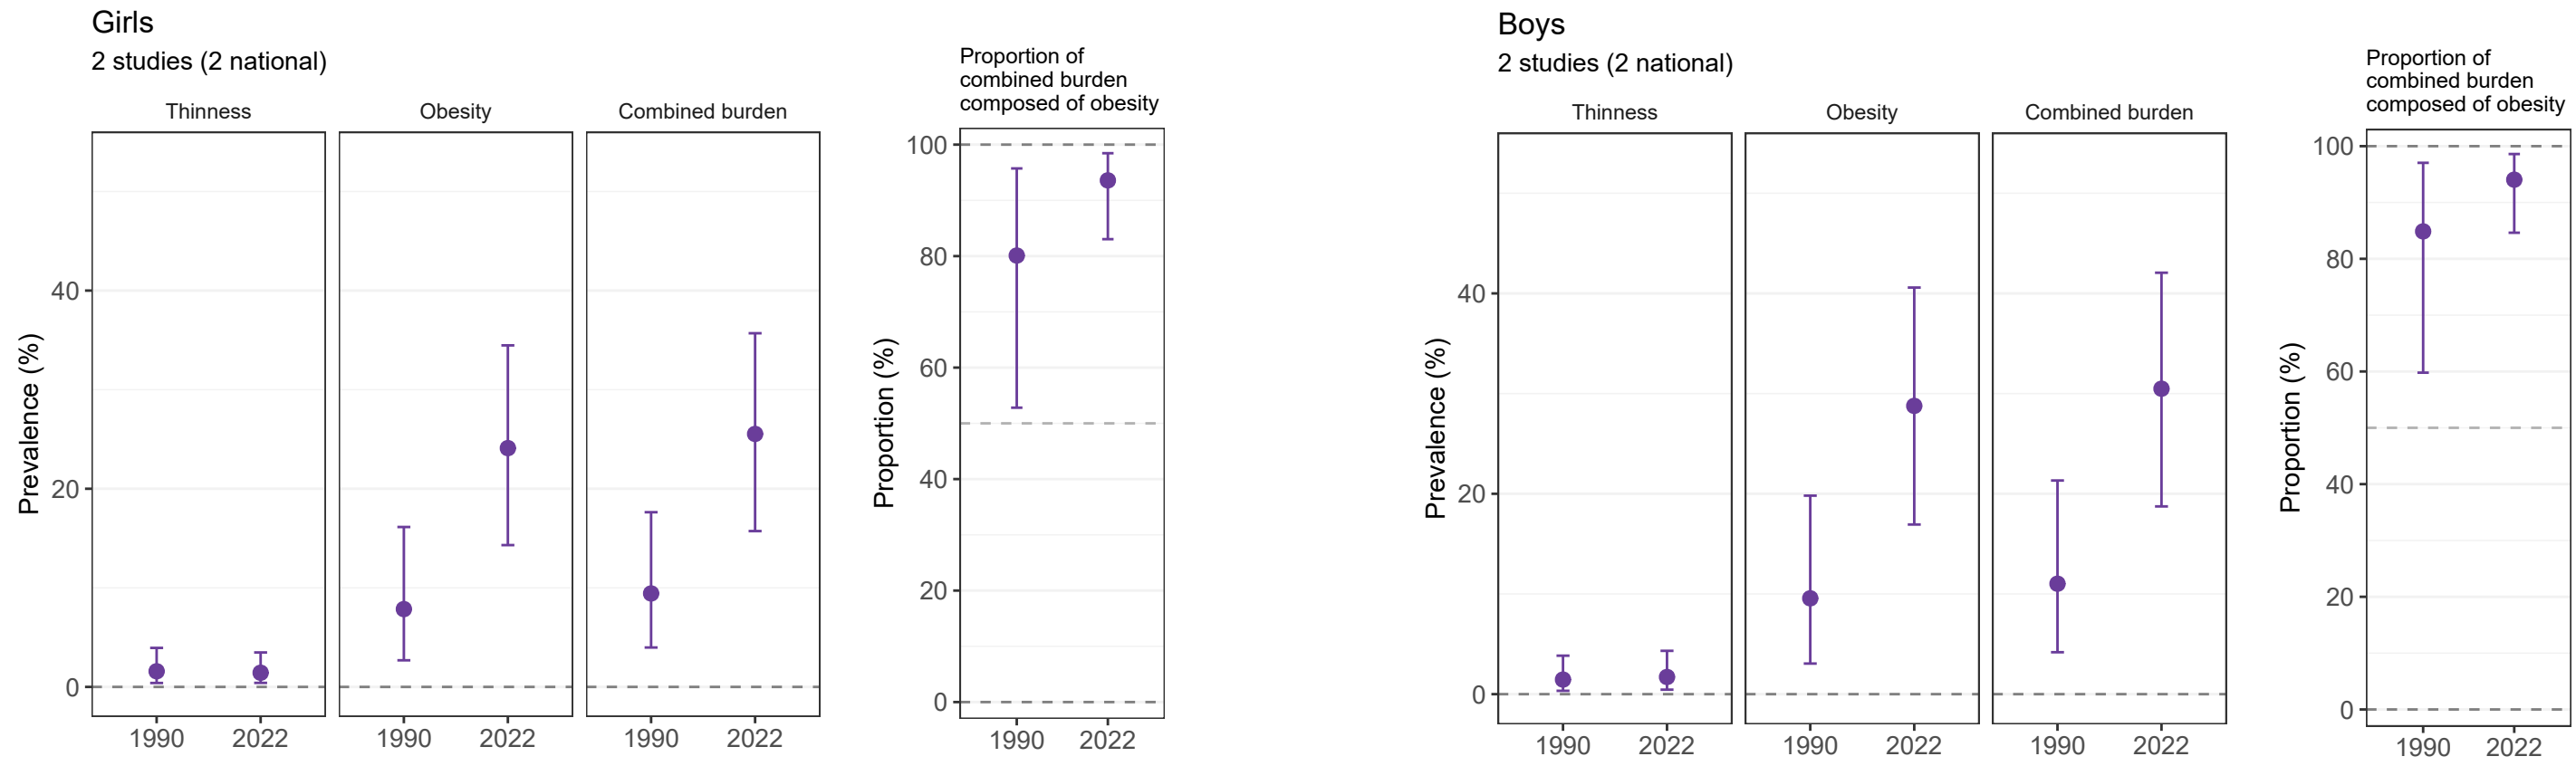 Girls
2 studies (2 national)
Thinness
Obesity
Combined burden
Prevalence (%)
40
20
0
1990 2022
1990 2022
1990 2022
Proportion of
combined burden
composed of obesity
Proportion (%)
100
80
60
40
20
0
1990 2022
Boys
2 studies (2 national)
Thinness
Obesity
Combined burden
Prevalence (%)
40
20
0
1990 2022
1990 2022
1990 2022
Proportion of
combined burden
composed of obesity
Proportion (%)
100
80
60
40
20
0
1990 2022